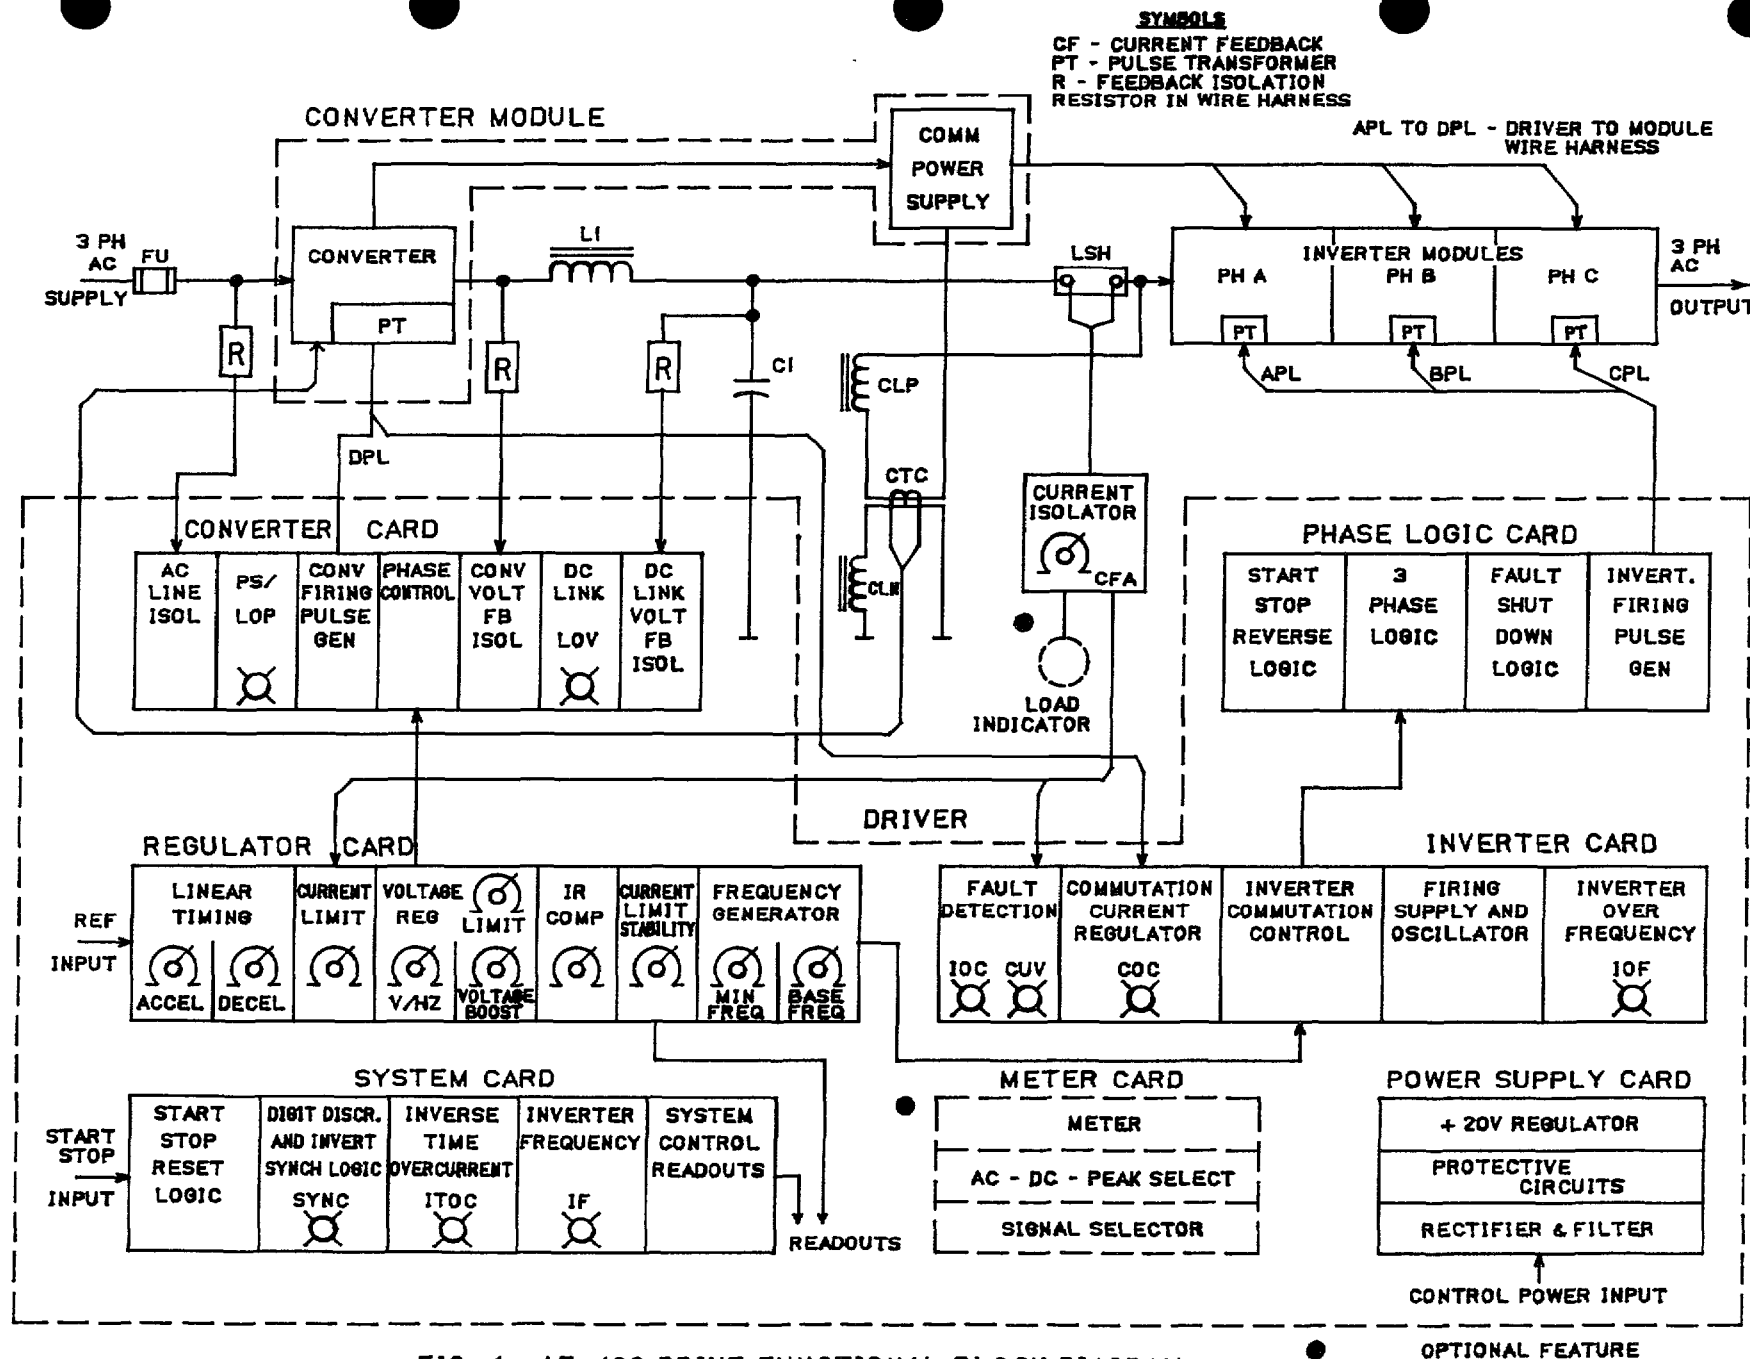 SYMBOLS
CF - CURRENT FEEDBACK
PT - PULSE TRANSFORMER
R - FEEDBACK ISOLATION
RESISTOR IN WIRE HARNESS
CONVERTER MODULE
COMM
POWER
SUPPLY
APL TO DPL - DRIVER TO MODULE
WIRE HARNESS
3 PH
AC
SUPPLY
FU
CONVERTER
PT
L1
LSH
INVERTER MODULES
PH A
PH B
PH C
PT
PT
PT
3 PH
AC
OUTPUT
R
R
R
C1
CLP
APL
BPL
CPL
DPL
CTC
CURRENT
ISOLATOR
CFA
CLN
LOAD
INDICATOR
CONVERTER CARD
AC
LINE
ISOL
PS/
LOP
CONV
FIRING
PULSE
GEN
PHASE
CONTROL
CONV
VOLT
FB
ISOL
DC
LINK
LOV
DC
LINK
VOLT
FB
ISOL
PHASE LOGIC CARD
START
STOP
REVERSE
LOGIC
3
PHASE
LOGIC
FAULT
SHUT
DOWN
LOGIC
INVERT.
FIRING
PULSE
GEN
DRIVER
REGULATOR CARD
REF
INPUT
LINEAR
TIMING
ACCEL
DECEL
CURRENT
LIMIT
VOLTAGE
REG
LIMIT
V/HZ
VOLTAGE
BOOST
IR
COMP
CURRENT
LIMIT
STABILITY
FREQUENCY
GENERATOR
MIN
FREQ
BASE
FREQ
INVERTER CARD
FAULT
DETECTION
IOC
CUV
COMMUTATION
CURRENT
REGULATOR
COC
INVERTER
COMMUTATION
CONTROL
FIRING
SUPPLY AND
OSCILLATOR
INVERTER
OVER
FREQUENCY
IOF
SYSTEM CARD
START
STOP
INPUT
START
STOP
RESET
LOGIC
DIGIT DISCR.
AND INVERT
SYNCH LOGIC
SYNC
INVERSE
TIME
OVERCURRENT
ITOC
INVERTER
FREQUENCY
IF
SYSTEM
CONTROL
READOUTS
READOUTS
METER CARD
METER
AC - DC - PEAK SELECT
SIGNAL SELECTOR
POWER SUPPLY CARD
+ 20V REGULATOR
PROTECTIVE
CIRCUITS
RECTIFIER & FILTER
CONTROL POWER INPUT
OPTIONAL FEATURE